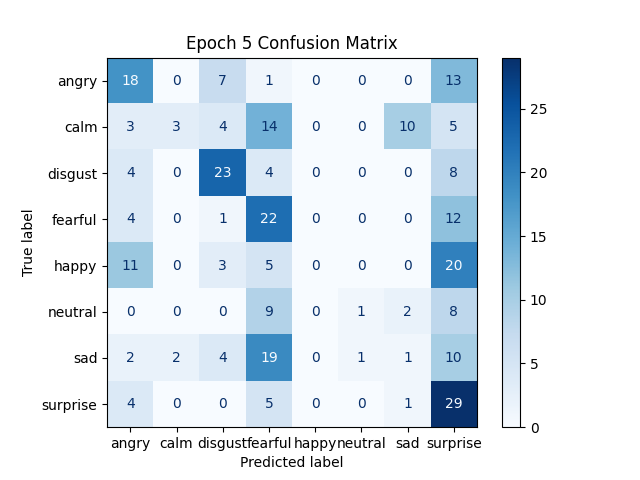 Epoch 5 Confusion Matrix
angry 18 0 7 1 0 0 0 13
calm 3 3 4 14 0 0 10 5
disgust 4 0 23 4 0 0 0 8
fearful 4 0 1 22 0 0 0 12
happy 11 0 3 5 0 0 0 20
neutral 0 0 0 9 0 1 2 8
sad 2 2 4 19 0 1 1 10
surprise 4 0 0 5 0 0 1 29
angry calm disgust fearful happy neutral sad surprise
Predicted label
True label
25
20
15
10
5
0